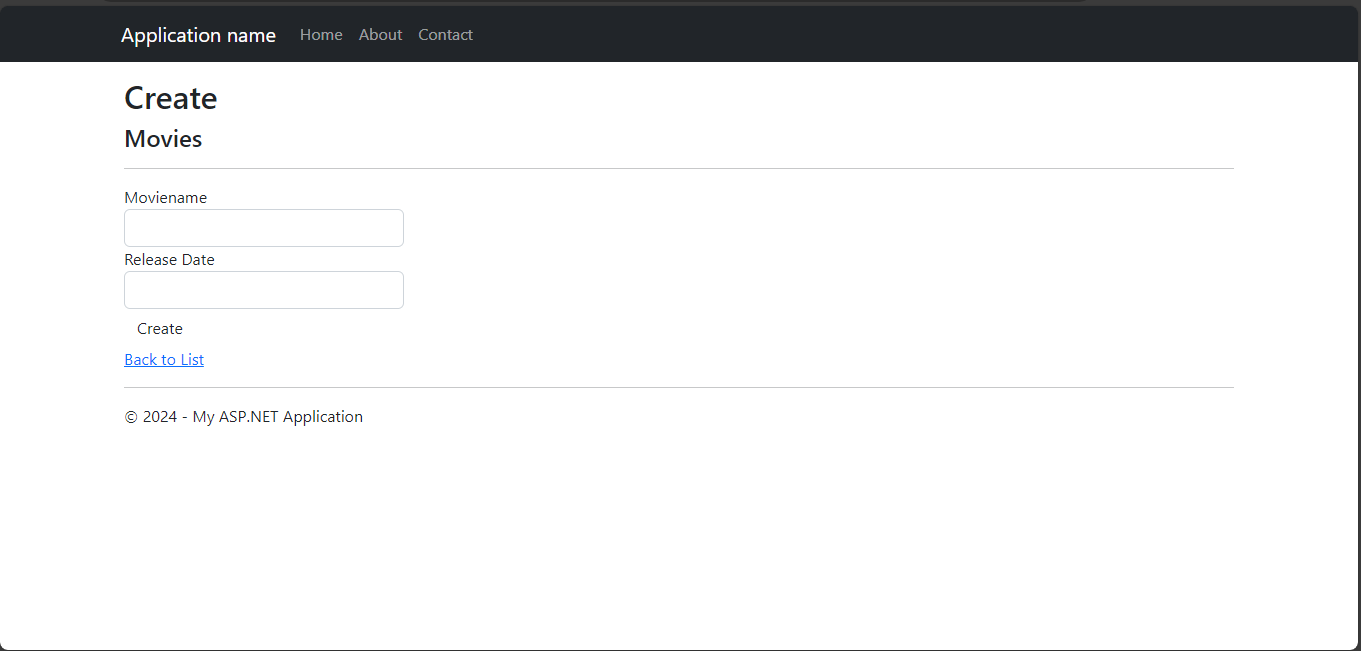 Application name Home About Contact
Create
Movies
Moviename
Release Date
Create
Back to List
© 2024 - My ASP.NET Application